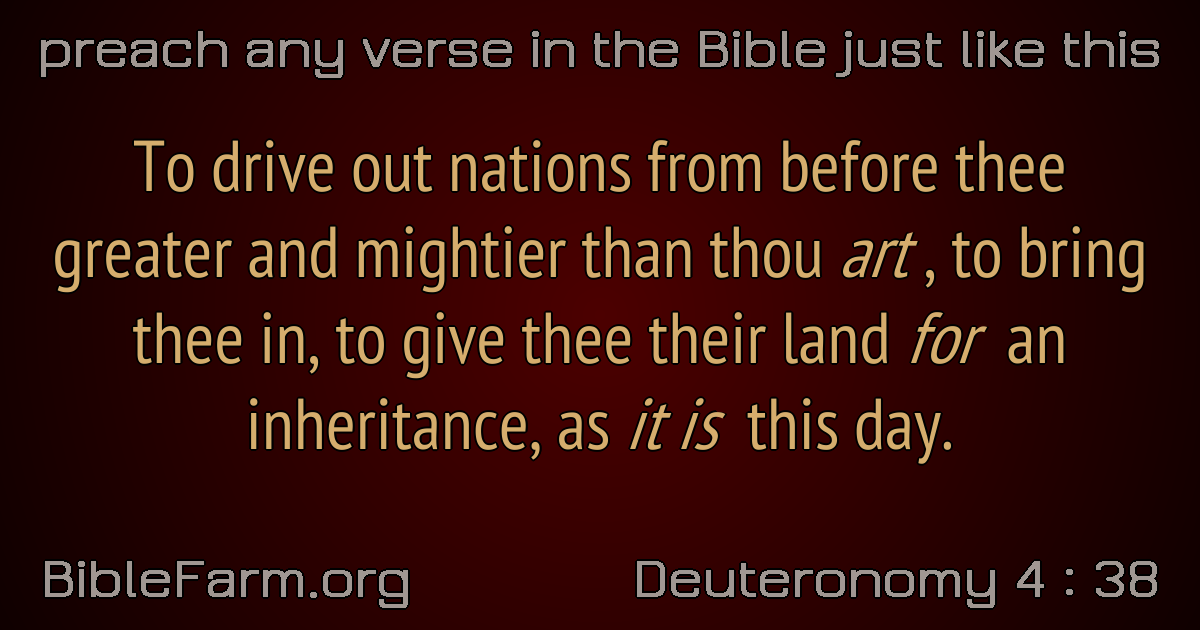 preach any verse in the Bible just like this
To drive out nations from before thee
greater and mightier than thou art , to bring
thee in, to give thee their land for an
inheritance, as it is this day.
BibleFarm.org
Deuteronomy 4 : 38